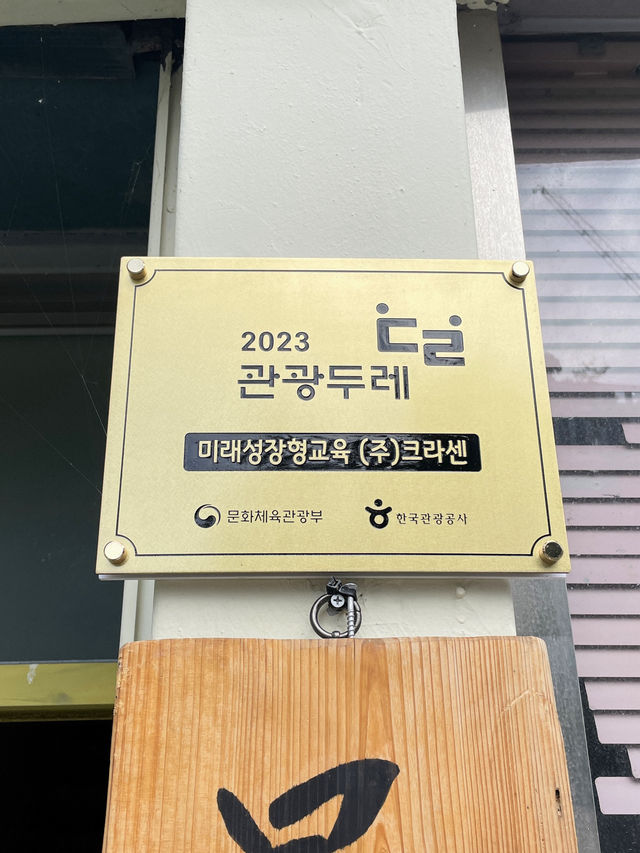 2023
관광두레
미래성장형교육 (주)크라센
문화체육관광부 한국관광공사